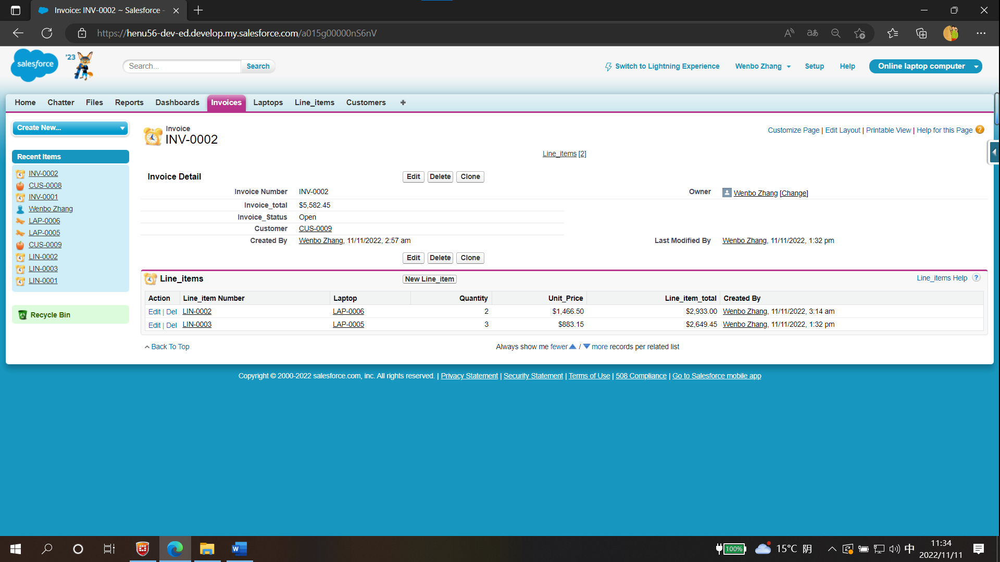 Invoice: INV-0002 ~ Salesforce -
https://henu56-dev-ed.develop.my.salesforce.com/a015g00000nS6nV
salesforce
'23
Search...
Search
Switch to Lightning Experience
Wenbo Zhang
Setup
Help
Online laptop computer
Home Chatter Files Reports Dashboards Invoices Laptops Line_items Customers +
Create New...
Recent Items
INV-0002
CUS-0008
INV-0001
Wenbo Zhang
LAP-0006
LAP-0005
CUS-0009
LIN-0002
LIN-0003
LIN-0001
Recycle Bin
Invoice
INV-0002
Customize Page | Edit Layout | Printable View | Help for this Page ?
Line_items [2]
Invoice Detail
Edit Delete Clone
Invoice Number INV-0002
Owner Wenbo Zhang [Change]
Invoice_total $5,582.45
Invoice_Status Open
Customer CUS-0009
Created By Wenbo Zhang, 11/11/2022, 2:57 am
Last Modified By Wenbo Zhang, 11/11/2022, 1:32 pm
Edit Delete Clone
Line_items
New Line_item
Line_items Help ?
Action Line_item Number Laptop Quantity Unit_Price Line_item_total Created By
Edit | Del LIN-0002 LAP-0006 2 $1,466.50 $2,933.00 Wenbo Zhang, 11/11/2022, 3:14 am
Edit | Del LIN-0003 LAP-0005 3 $883.15 $2,649.45 Wenbo Zhang, 11/11/2022, 1:32 pm
Back To Top
Always show me fewer / more records per related list
Copyright © 2000-2022 salesforce.com, inc. All rights reserved. | Privacy Statement | Security Statement | Terms of Use | 508 Compliance | Go to Salesforce mobile app
100%
15°C 阴
中
11:34
2022/11/11